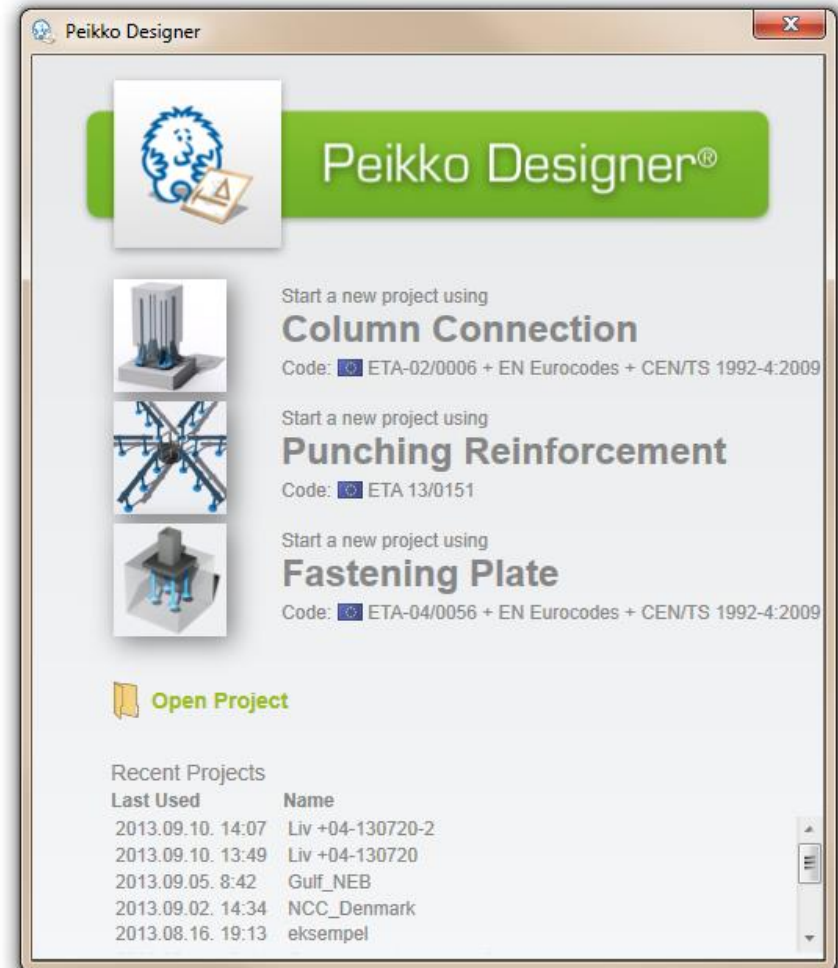 Peikko Designer
Peikko Designer®
Start a new project using
Column Connection
Code: ETA-02/0006 + EN Eurocodes + CEN/TS 1992-4:2009
Start a new project using
Punching Reinforcement
Code: ETA 13/0151
Start a new project using
Fastening Plate
Code: ETA-04/0056 + EN Eurocodes + CEN/TS 1992-4:2009
Open Project
Recent Projects
Last Used Name
2013.09.10. 14:07 Liv +04-130720-2
2013.09.10. 13:49 Liv +04-130720
2013.09.05. 8:42 Gulf_NEB
2013.09.02. 14:34 NCC_Denmark
2013.08.16. 19:13 eksempel